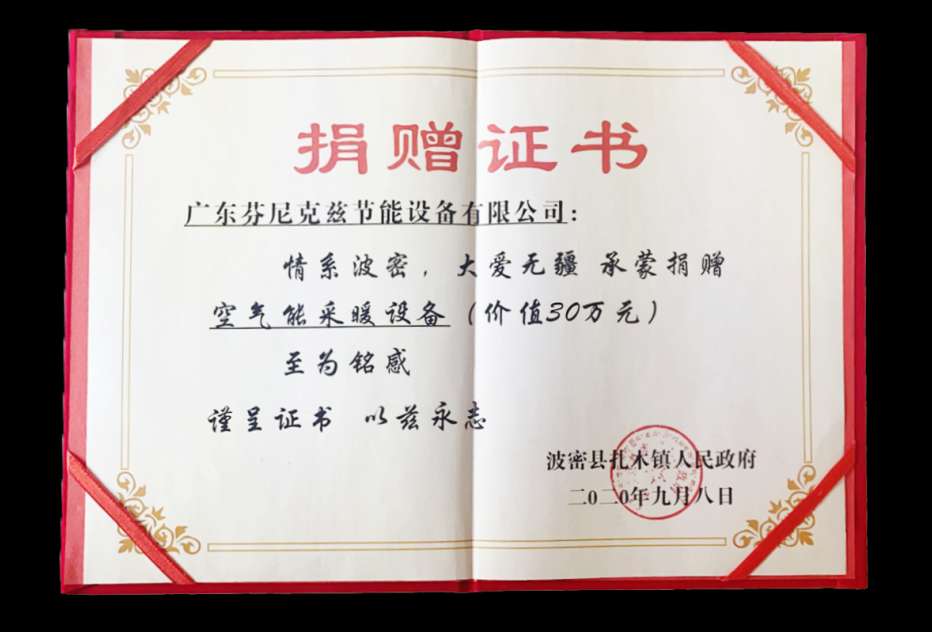 捐赠证书
广东芬尼克兹节能设备有限公司：
情系波密，大爱无疆 承蒙捐赠
空气能采暖设备（价值30万元）
至为铭感
谨呈证书 以兹永志
波密县扎木镇人民政府
二0二0年九月八日